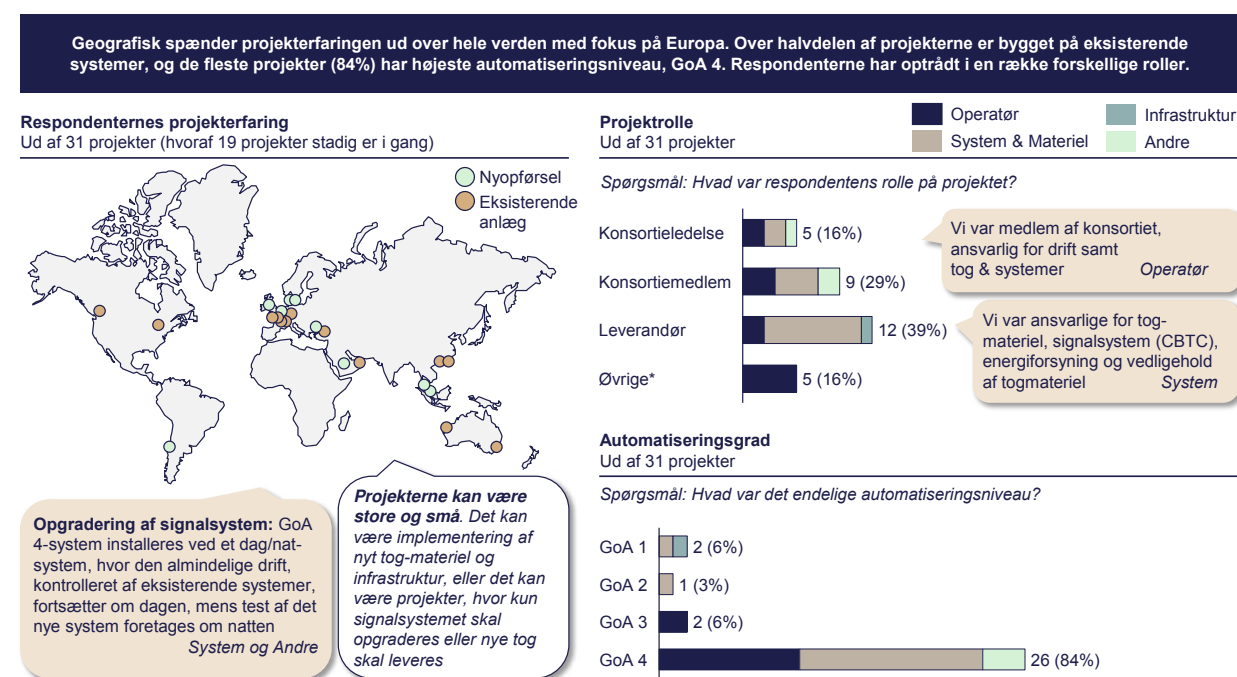 Geografisk spænder projekterfaringen ud over hele verden med fokus på Europa. Over halvdelen af projekterne er bygget på eksisterende
systemer, og de fleste projekter (84%) har højeste automatiseringsniveau, GoA 4. Respondenterne har optrådt i en række forskellige roller.
Respondenternes projekterfaring
Ud af 31 projekter (hvoraf 19 projekter stadig er i gang)
Nyopførsel
Eksisterende
anlæg
Opgradering af signalsystem: GoA
4-system installeres ved et dag/nat-
system, hvor den almindelige drift,
kontrolleret af eksisterende systemer,
fortsætter om dagen, mens test af det
nye system foretages om natten
System og Andre
Projekterne kan være
store og små. Det kan
være implementering af
nyt tog-materiel og
infrastruktur, eller det kan
være projekter, hvor kun
signalsystemet skal
opgraderes eller nye tog
skal leveres
Projektrolle
Ud af 31 projekter
Operatør
Infrastruktur
System & Materiel
Andre
Spørgsmål: Hvad var respondentens rolle på projektet?
Konsortieledelse 5 (16%)
Konsortiemedlem 9 (29%)
Leverandør 12 (39%)
Øvrige* 5 (16%)
Vi var medlem af konsortiet,
ansvarlig for drift samt
tog & systemer Operatør
Vi var ansvarlige for tog-
materiel, signalsystem (CBTC),
energiforsyning og vedligehold
af togmateriel System
Automatiseringsgrad
Ud af 31 projekter
Spørgsmål: Hvad var det endelige automatiseringsniveau?
GoA 1 2 (6%)
GoA 2 1 (3%)
GoA 3 2 (6%)
GoA 4 26 (84%)